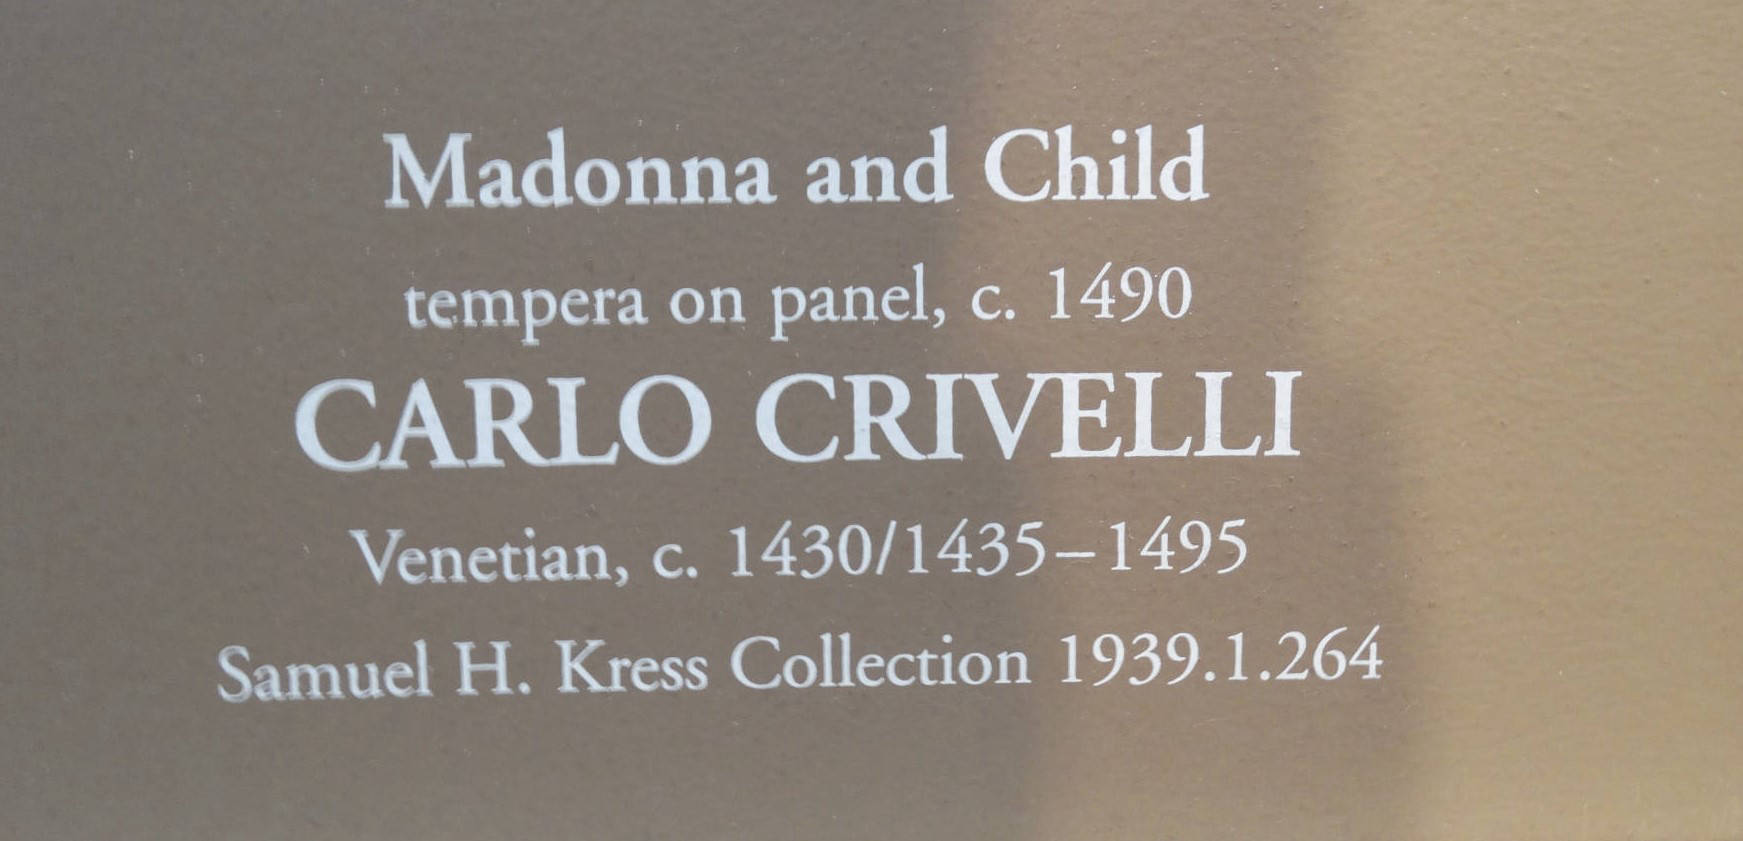 Madonna and Child
tempera on panel, c. 1490
CARLO CRIVELLI
Venetian, c. 1430/1435–1495
Samuel H. Kress Collection 1939.1.264